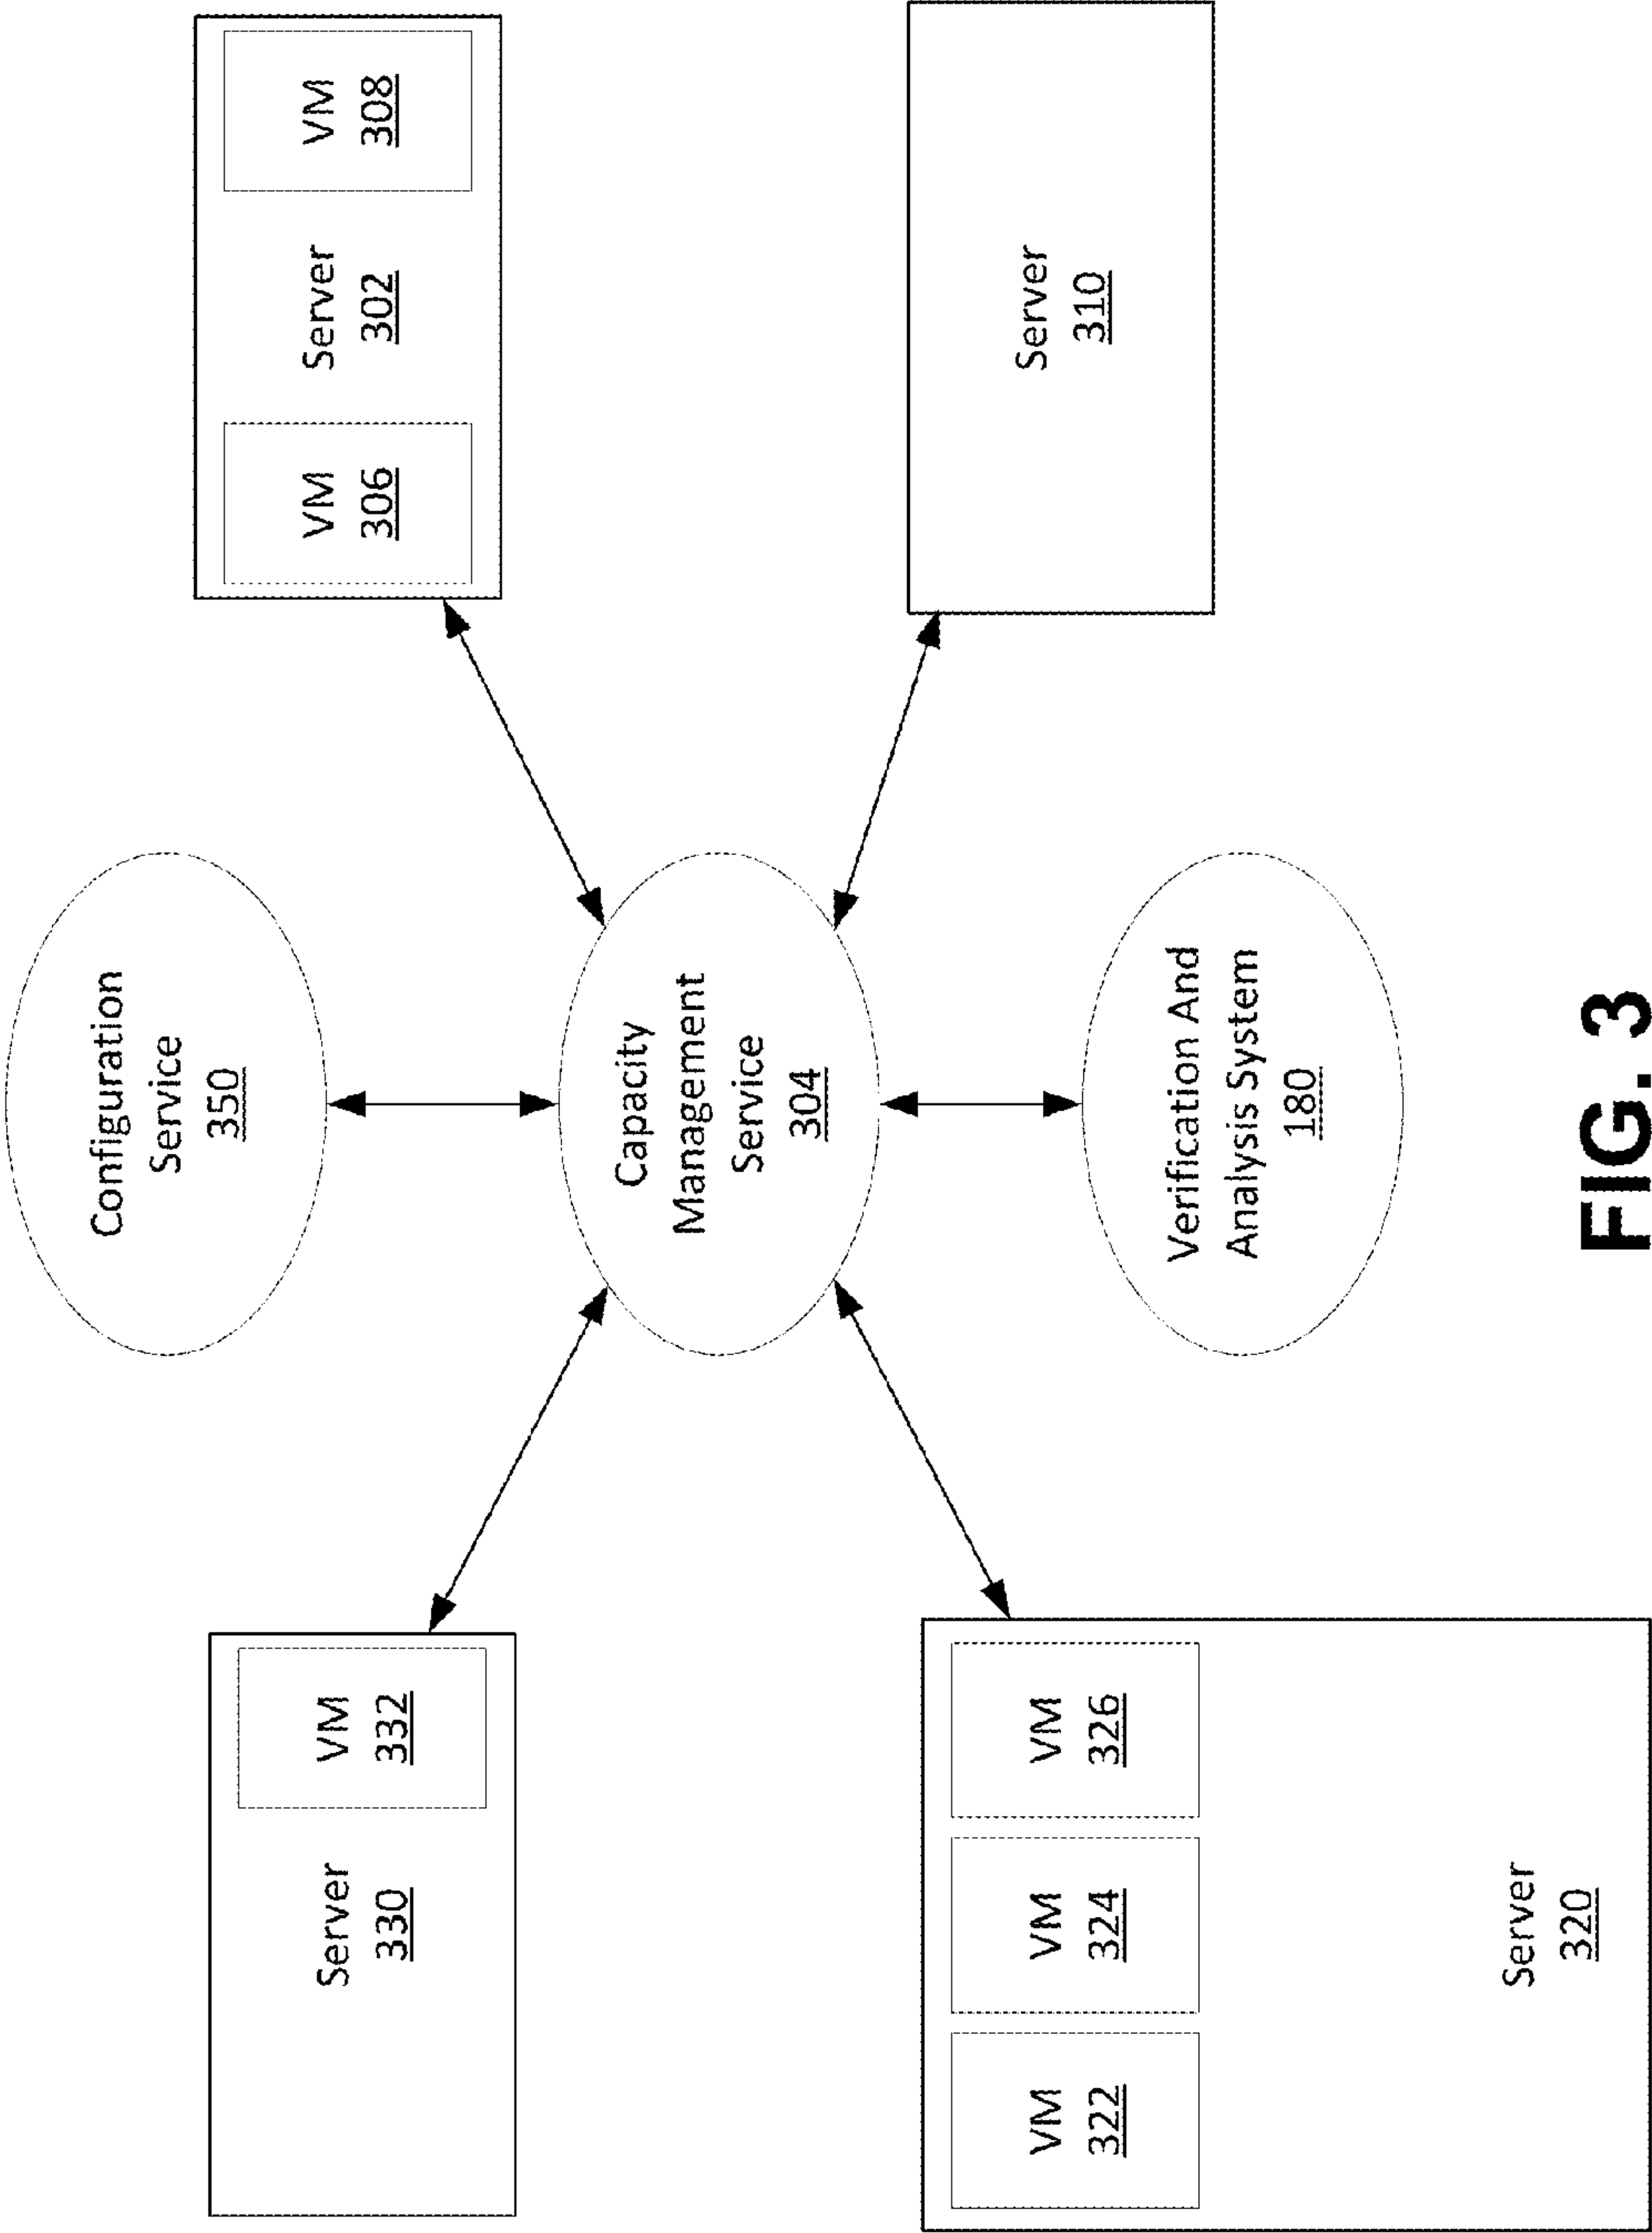 Configuration
Service
350
Server
330
VM
332
VM
306
Server
302
VM
308
Capacity
Management
Service
304
VM
322
VM
324
VM
326
Server
320
Server
310
Verification And
Analysis System
180
FIG. 3